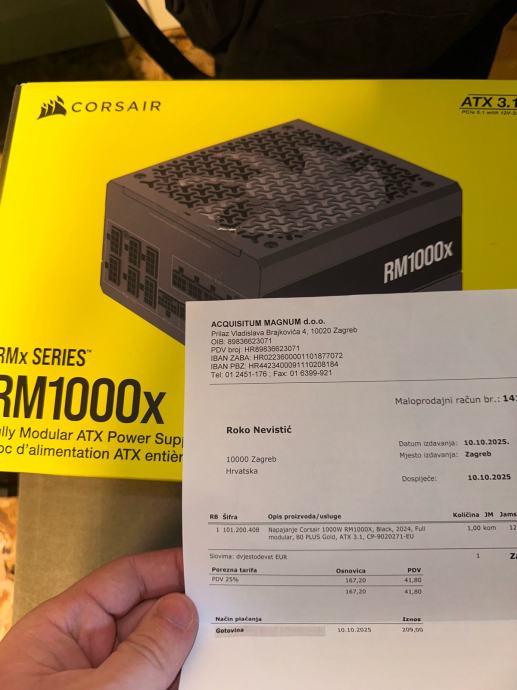 CORSAIR
ATX 3.1
RM1000x
RMx SERIES™
RM1000x
ully Modular ATX Power Sup
oc d'alimentation ATX entièr
ACQUISITUM MAGNUM d.o.o.
Prilaz Vladislava Brajkovića 4, 10020 Zagreb
OIB: 89836623071
PDV broj: HR89836623071
IBAN ZABA: HR0223600001101877072
IBAN PBZ: HR4423400091110208184
Tel: 01 2451-176 ; Fax: 01 6399-921
Maloprodajni račun br.: 141
Roko Nevistić
10000 Zagreb
Hrvatska
Datum izdavanja: 10.10.2025.
Mjesto izdavanja: Zagreb
Dospijeće: 10.10.2025
RB Šifra Opis proizvoda/usluge Količina JM Jams
1 101.200.408 Napajanje Corsair 1000W RM1000X, Black, 2024, Full 1,00 kom 12
modular, 80 PLUS Gold, ATX 3.1, CP-9020271-EU
Slovima: dvjestodevet EUR 1 Za
Porezna tarifa Osnovica PDV
PDV 25% 167,20 41,80
167,20 41,80
Način plaćanja Iznos
Gotovina 10.10.2025 209,00